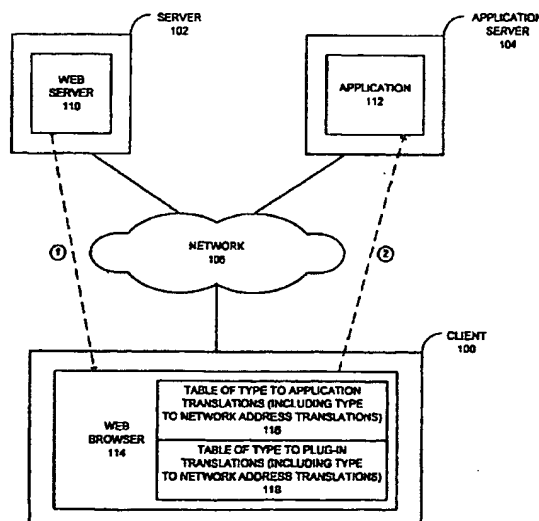 SERVER
102
APPLICATION
SERVER
104
WEB
SERVER
110
APPLICATION
112
1
2
NETWORK
106
CLIENT
100
WEB
BROWSER
114
TABLE OF TYPE TO APPLICATION
TRANSLATIONS (INCLUDING TYPE
TO NETWORK ADDRESS TRANSLATIONS)
116
TABLE OF TYPE TO PLUG-IN
TRANSLATIONS (INCLUDING TYPE
TO NETWORK ADDRESS TRANSLATIONS)
118